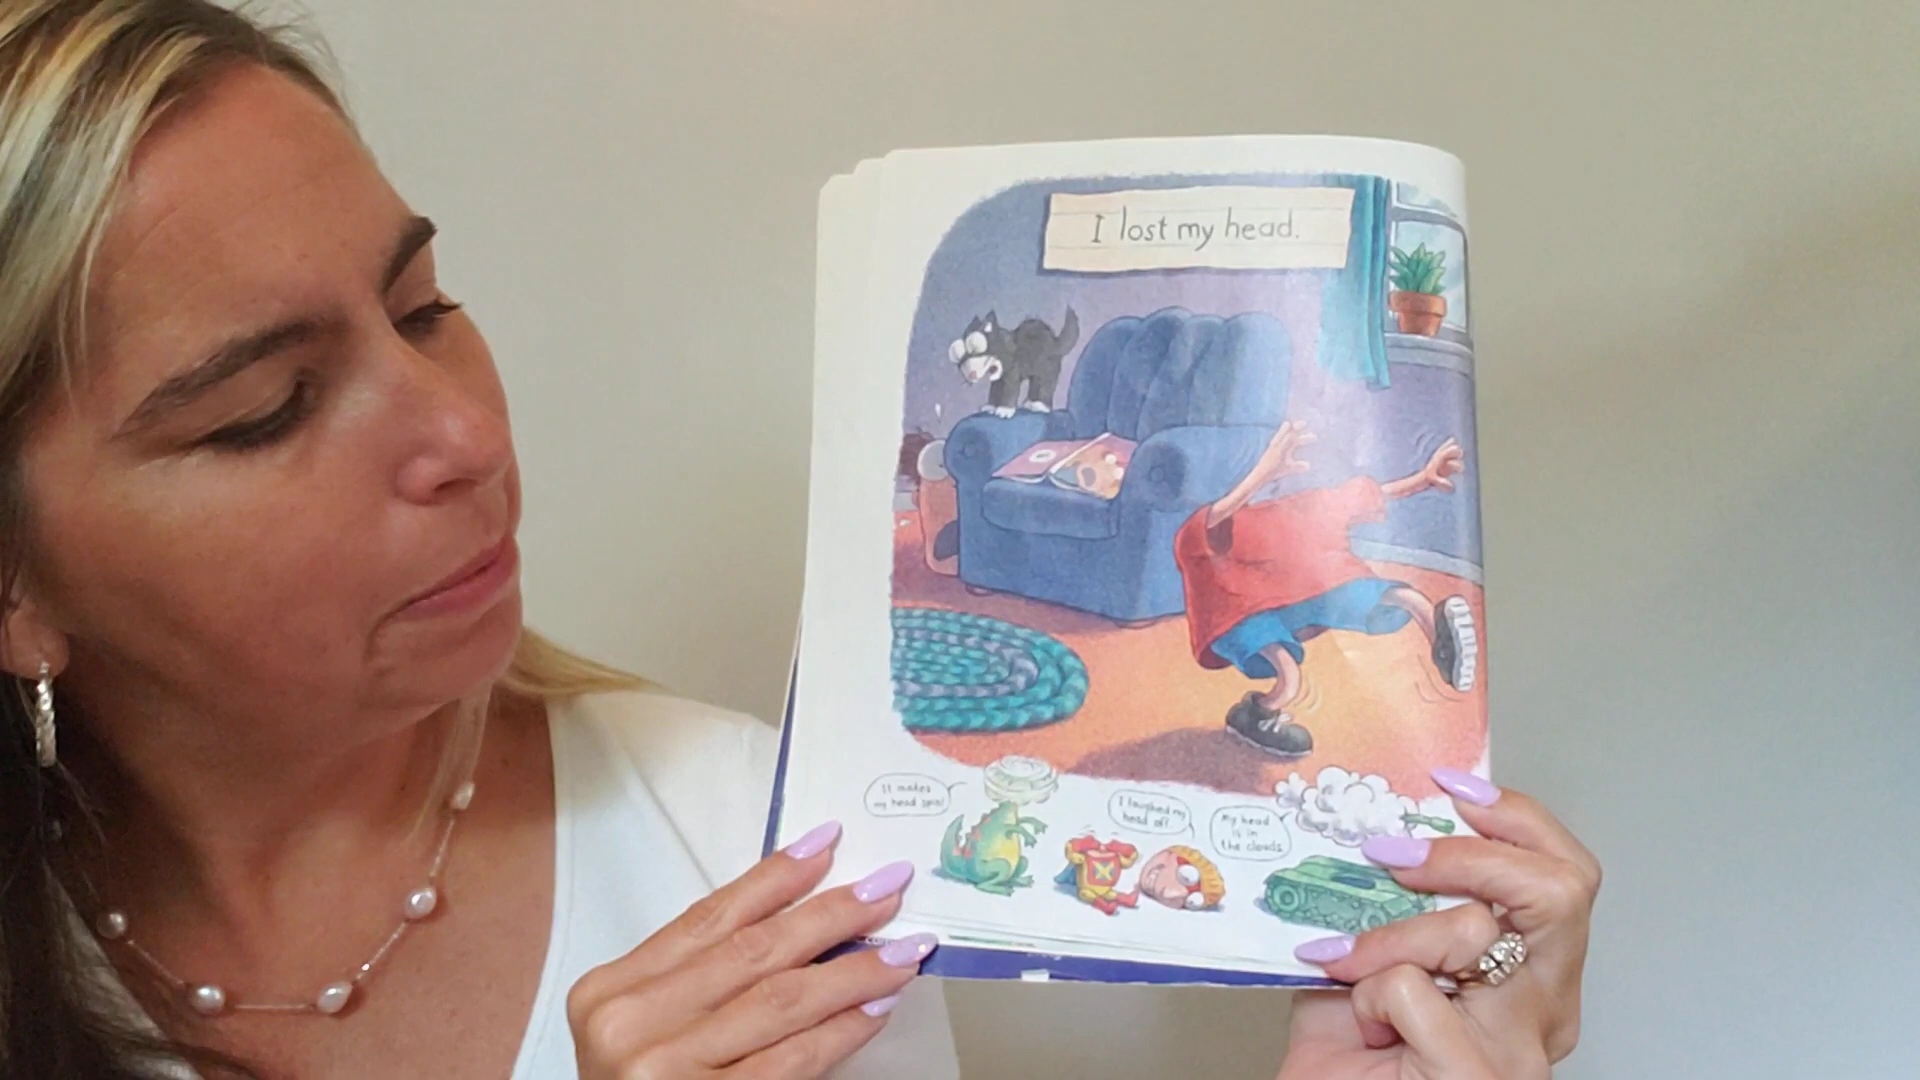 I lost my head.
It makes
my head spin!
I laughed my
head off.
My head
is in
the clouds.